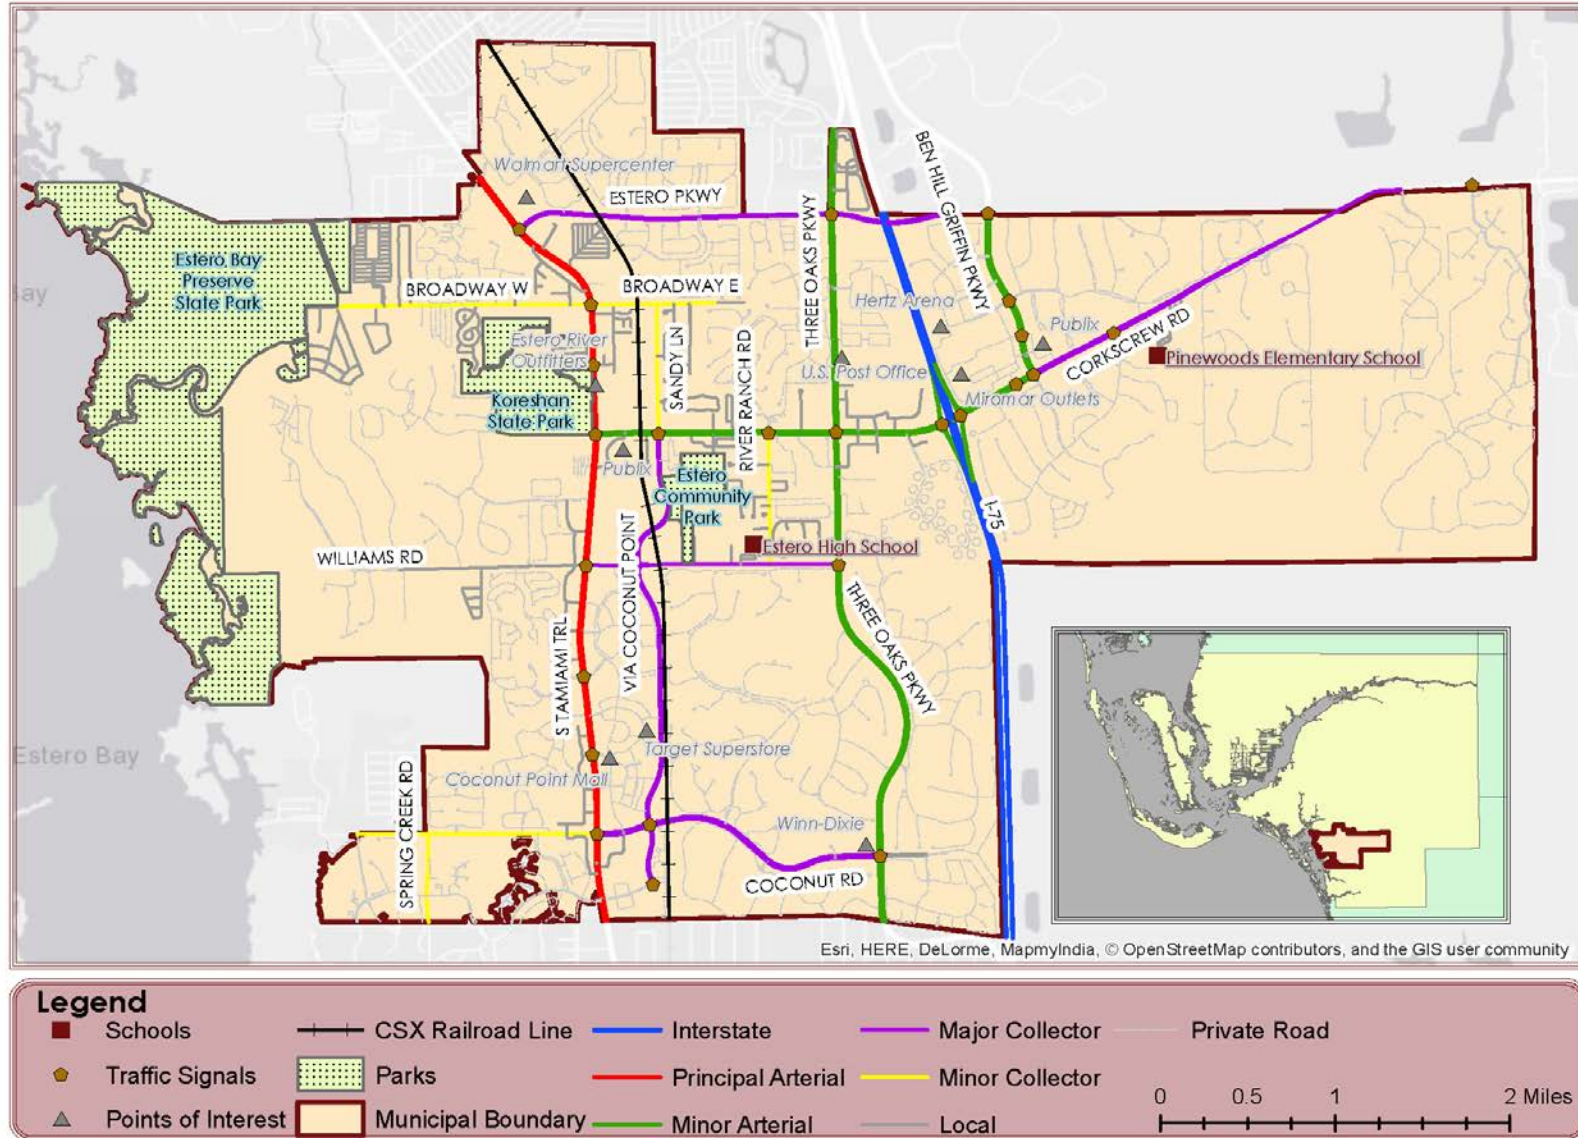 Walmart Supercenter
ESTERO PKWY
BEN HILL GRIFFIN PKWY
THREE OAKS PKWY
Estero Bay
Preserve
State Park
BROADWAY W
BROADWAY E
Hertz Arena
Publix
CORKSCREW RD
Pinewoods Elementary School
Estero River
Outfitters
SANDY LN
RIVER RANCH RD
U.S. Post Office
Miromar Outlets
Koreshan
State Park
Publix
Estero
Community
Park
I-75
WILLIAMS RD
Estero High School
VIA COCONUT POINT
THREE OAKS PKWY
S TAMIAMI TRL
Estero Bay
Target Superstore
Coconut Point Mall
SPRING CREEK RD
Winn-Dixie
COCONUT RD
Esri, HERE, DeLorme, MapmyIndia, © OpenStreetMap contributors, and the GIS user community
Legend
Schools
CSX Railroad Line
Interstate
Major Collector
Private Road
Traffic Signals
Parks
Principal Arterial
Minor Collector
Points of Interest
Municipal Boundary
Minor Arterial
Local
0 0.5 1 2 Miles